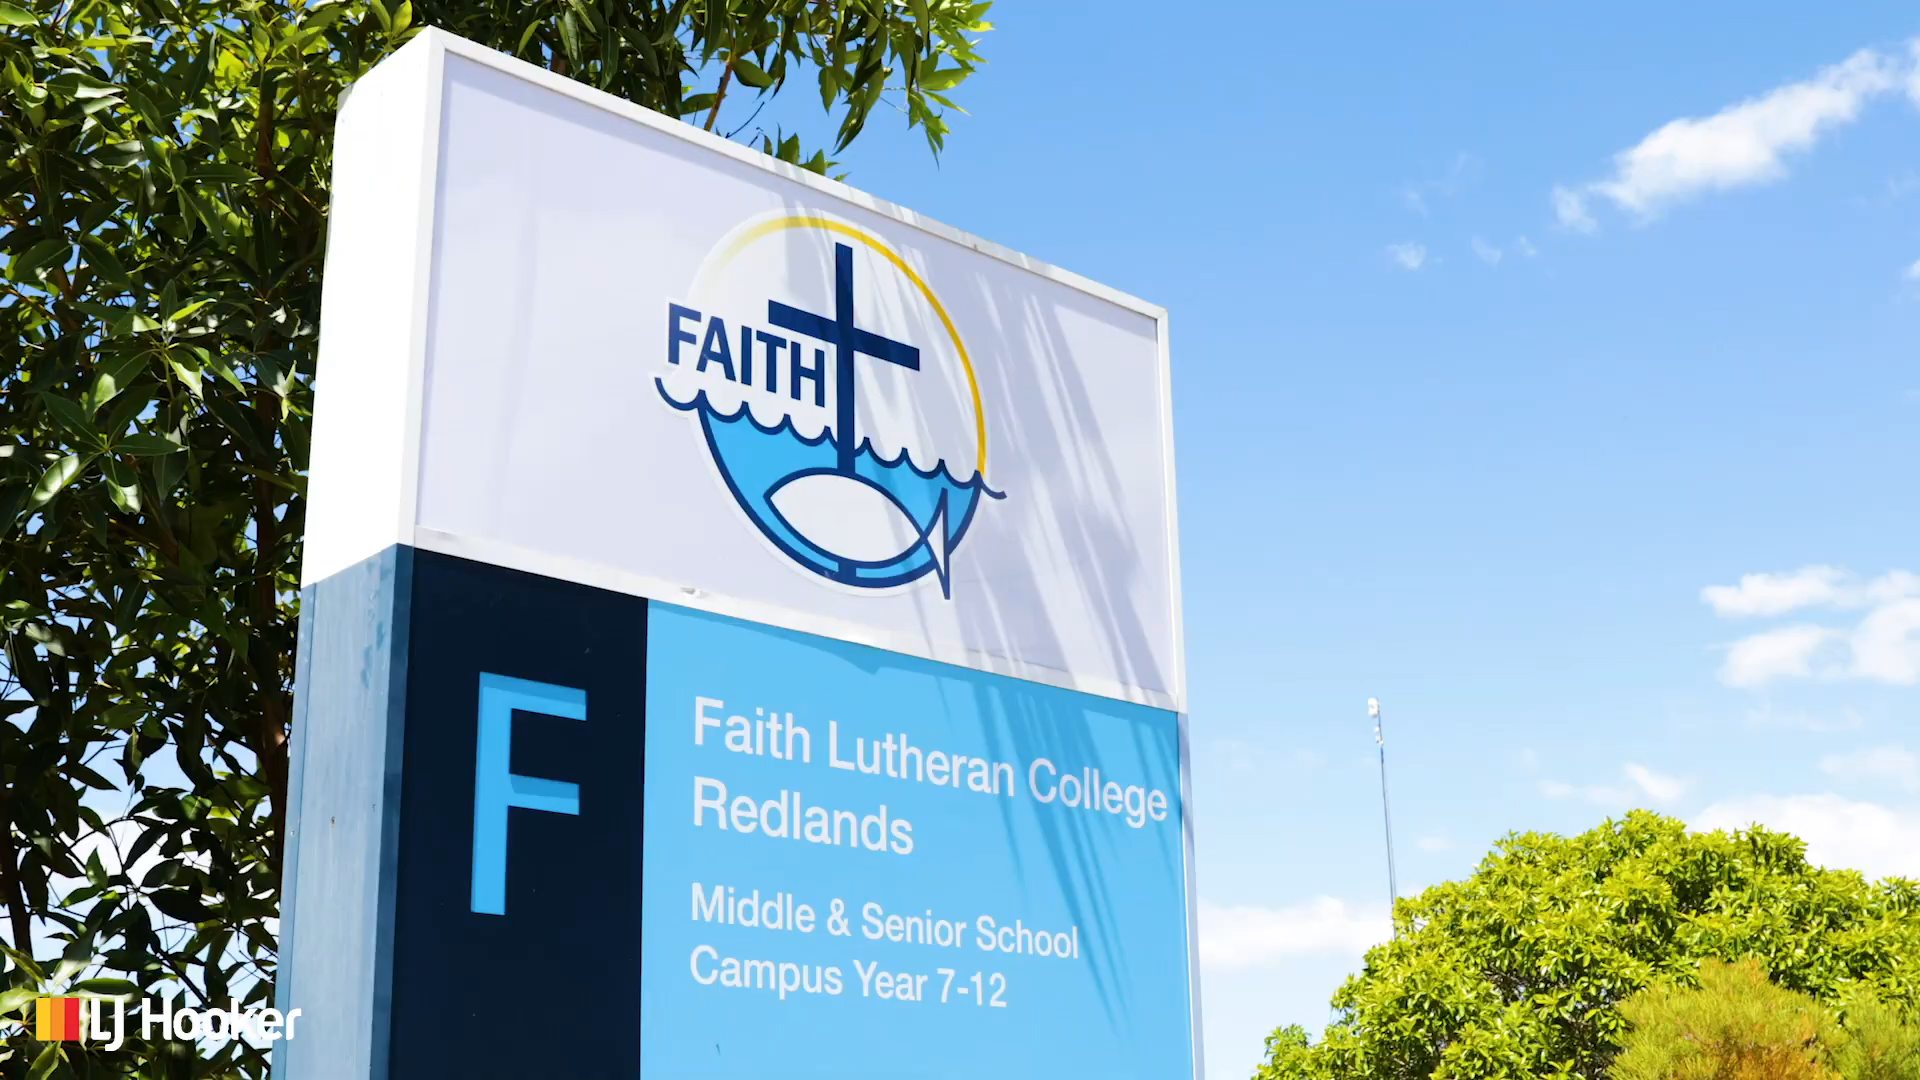 FAITH
F
Faith Lutheran College
Redlands
Middle & Senior School
Campus Year 7-12
LJ Hooker